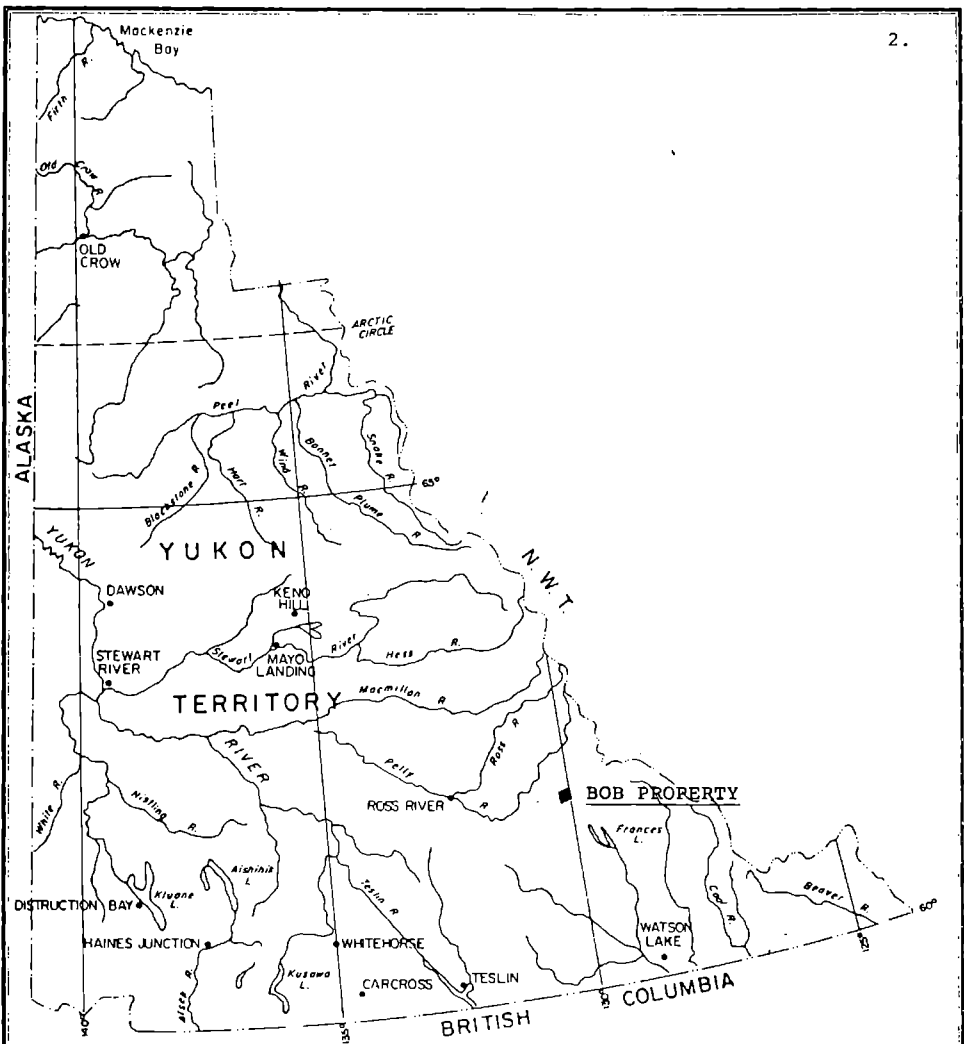 2.
Mackenzie
Bay
Firth R.
Old Crow R.
OLD
CROW
ARCTIC
CIRCLE
ALASKA
Peel River
Blackstone R.
Hart R.
Wind R.
Bonnet Plume R.
Snake R.
65°
YUKON
YUKON
N.W.T.
DAWSON
KENO
HILL
STEWART
RIVER
Stewart River
MAYO
LANDING
Hess R.
TERRITORY
Macmillan R
RIVER
Ross R
Pelly R
ROSS RIVER
BOB PROPERTY
White R.
Nistling R.
Frances
L.
Aishihik
L.
Kluane
L.
DISTRUCTION BAY
Teslin R
Coal R.
Beaver R.
60°
HAINES JUNCTION
WHITEHORSE
WATSON
LAKE
125°
Kusawa
L.
CARCROSS
TESLIN
Alsek R.
140°
135°
130°
BRITISH COLUMBIA